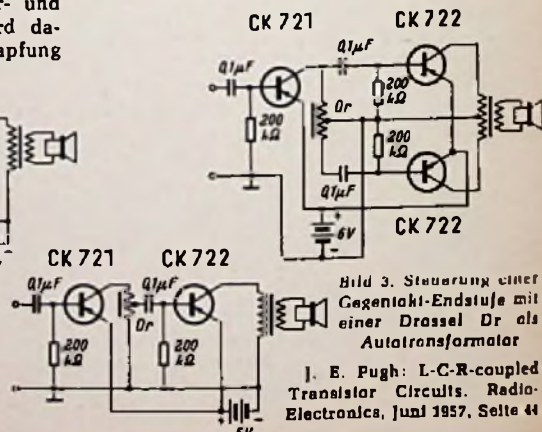 r- und
rd da-
apfung
CK 721
CK 722
0,1µF
0,1µF
200
kΩ
Dr
200
kΩ
200
kΩ
0,1µF
+
6V
-
CK 722
CK 721
CK 722
0,1µF
0,1µF
Dr
200
kΩ
200
kΩ
+
-
6V
Bild 3. Steuerung einer
Gegentakt-Endstufe mit
einer Drossel Dr als
Autotransformator
J. E. Pugh: L-C-R-coupled
Transistor Circuits. Radio-
Electronics, Juni 1957, Seite 44